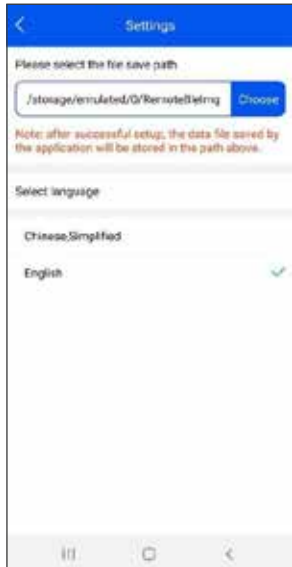 Settings
Please select the file save path
/storage/emulated/0/RemoteBleImg
Choose
Note: after successful setup, the data file saved by
the application will be stored in the path above.
Select language
Chinese,Simplified
English